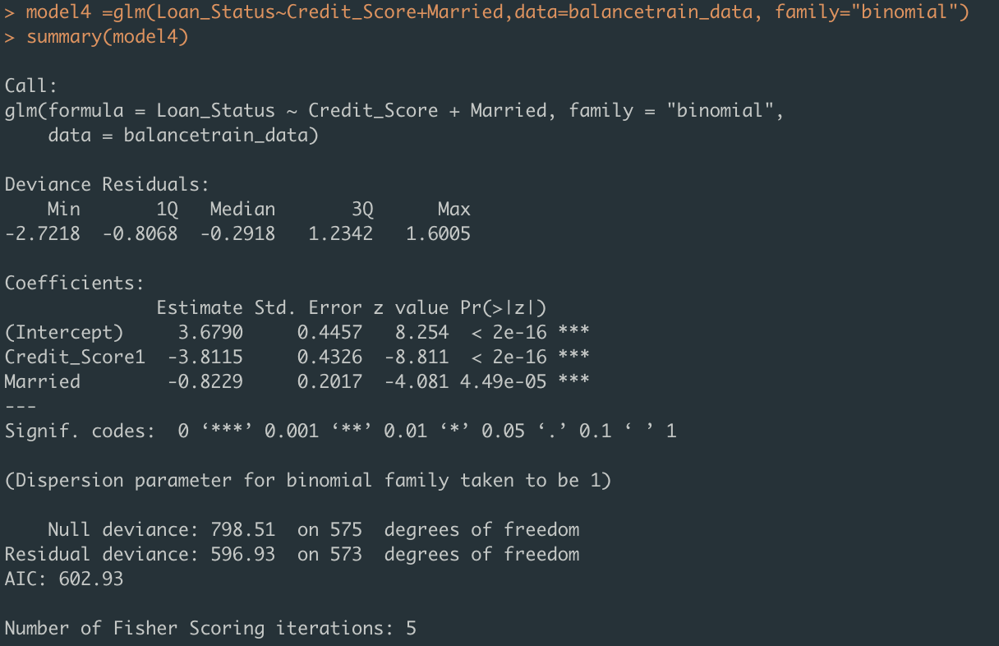 > model4 =glm(Loan_Status~Credit_Score+Married,data=balancetrain_data, family="binomial")
> summary(model4)

Call:
glm(formula = Loan_Status ~ Credit_Score + Married, family = "binomial",
    data = balancetrain_data)

Deviance Residuals:
    Min       1Q   Median       3Q      Max
-2.7218  -0.8068  -0.2918   1.2342   1.6005

Coefficients:
              Estimate Std. Error z value Pr(>|z|)
(Intercept)     3.6790     0.4457   8.254  < 2e-16 ***
Credit_Score1  -3.8115     0.4326  -8.811  < 2e-16 ***
Married        -0.8229     0.2017  -4.081 4.49e-05 ***
---
Signif. codes:  0 ‘***’ 0.001 ‘**’ 0.01 ‘*’ 0.05 ‘.’ 0.1 ‘ ’ 1

(Dispersion parameter for binomial family taken to be 1)

    Null deviance: 798.51  on 575  degrees of freedom
Residual deviance: 596.93  on 573  degrees of freedom
AIC: 602.93

Number of Fisher Scoring iterations: 5